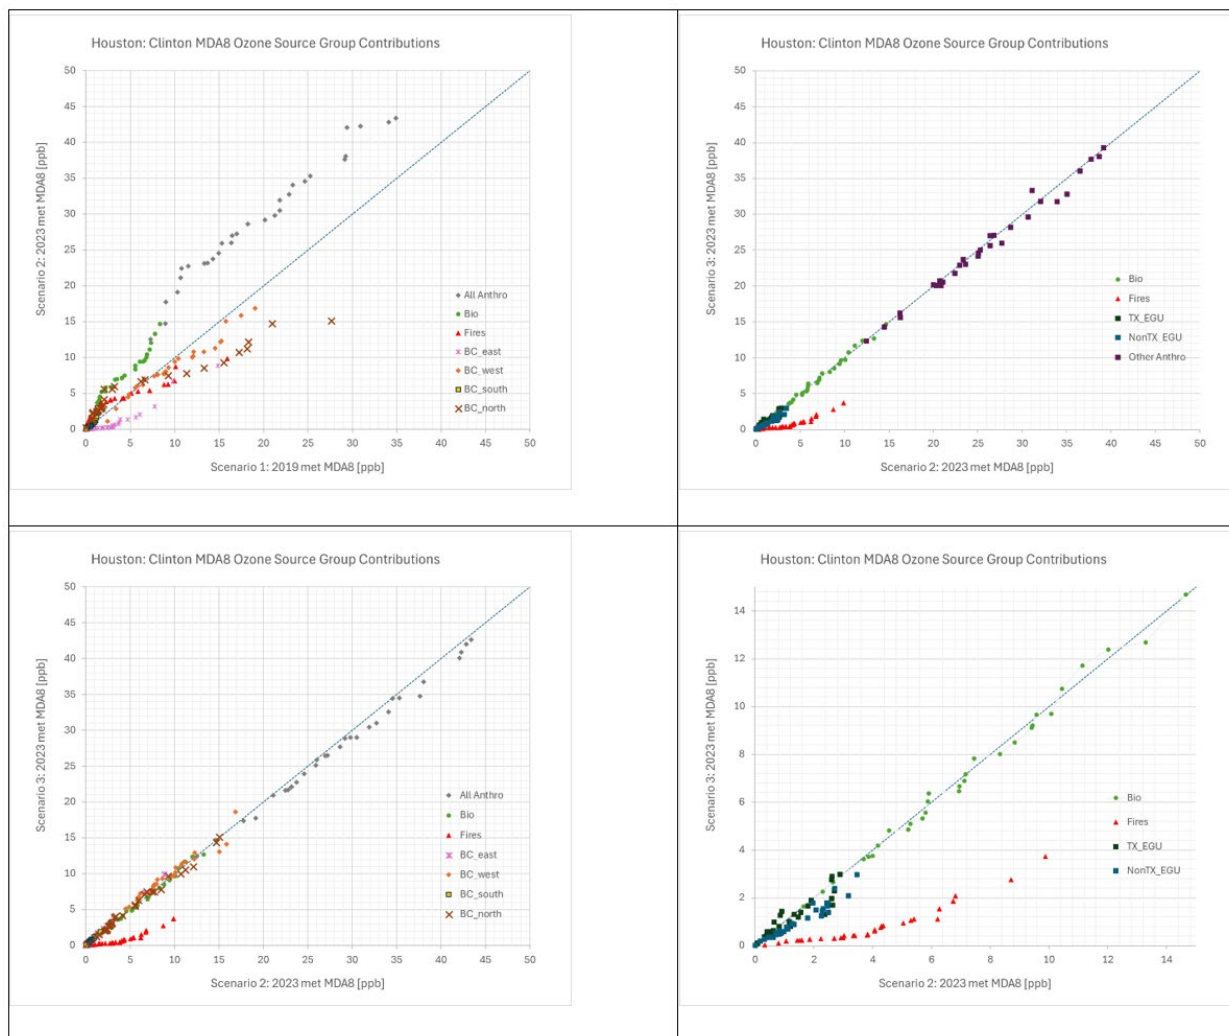 Houston: Clinton MDA8 Ozone Source Group Contributions
50
45
40
35
30
25
20
15
10
5
0
Scenario 2: 2023 met MDA8 [ppb]
All Anthro
Bio
Fires
BC_east
BC_west
BC_south
BC_north
0 5 10 15 20 25 30 35 40 45 50
Scenario 1: 2019 met MDA8 [ppb]
Houston: Clinton MDA8 Ozone Source Group Contributions
50
45
40
35
30
25
20
15
10
5
0
Scenario 3: 2023 met MDA8 [ppb]
Bio
Fires
TX_EGU
NonTX_EGU
Other Anthro
0 5 10 15 20 25 30 35 40 45 50
Scenario 2: 2023 met MDA8 [ppb]
Houston: Clinton MDA8 Ozone Source Group Contributions
50
45
40
35
30
25
20
15
10
5
0
Scenario 3: 2023 met MDA8 [ppb]
All Anthro
Bio
Fires
BC_east
BC_west
BC_south
BC_north
0 5 10 15 20 25 30 35 40 45 50
Scenario 2: 2023 met MDA8 [ppb]
Houston: Clinton MDA8 Ozone Source Group Contributions
14
12
10
8
6
4
2
0
Scenario 3: 2023 met MDA8 [ppb]
Bio
Fires
TX_EGU
NonTX_EGU
0 2 4 6 8 10 12 14
Scenario 2: 2023 met MDA8 [ppb]